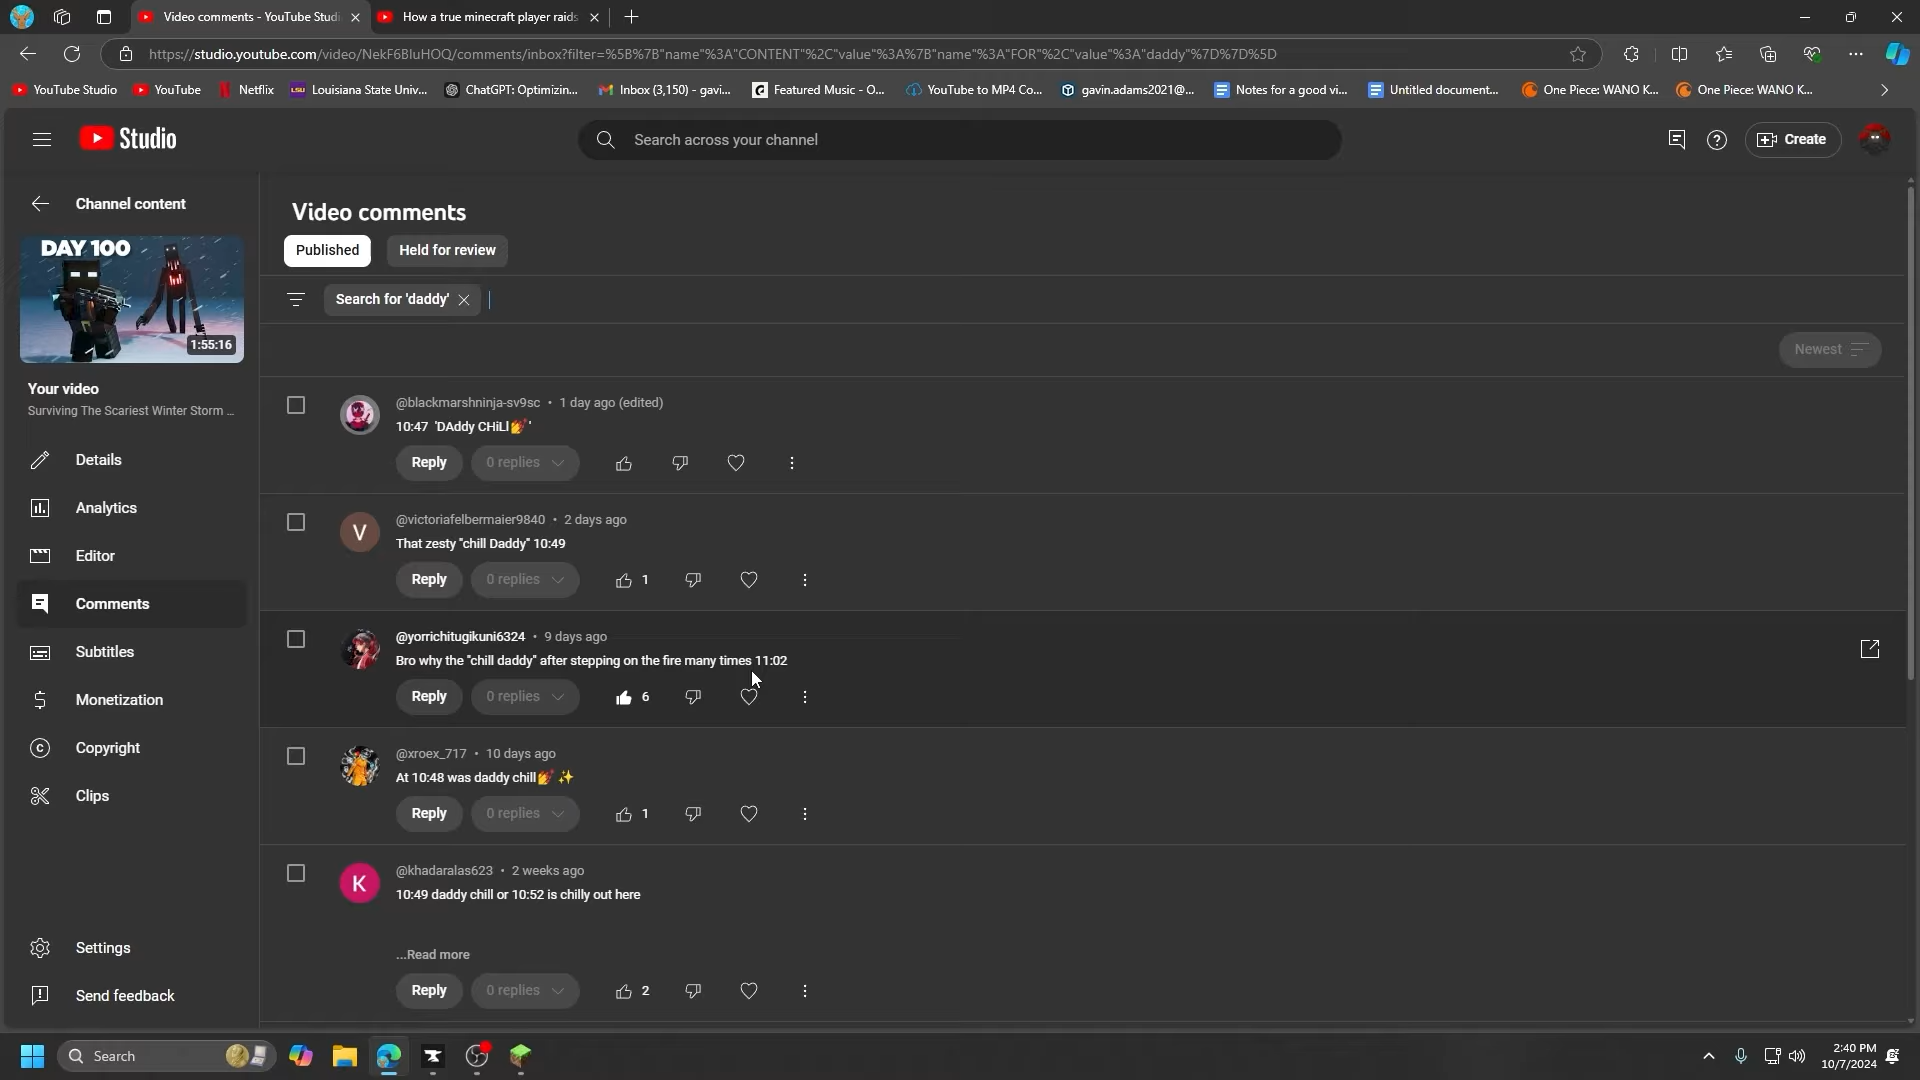 Video comments - YouTube Studi
How a true minecraft player raids
https://studio.youtube.com/video/NekF6BluHOQ/comments/inbox?filter=%5B%7B"name"%3A"CONTENT"%2C"value"%3A%7B"name"%3A"FOR"%2C"value"%3A"daddy"%7D%7D%5D
YouTube Studio
YouTube
Netflix
LSU
Louisiana State Univ...
ChatGPT: Optimizin...
Inbox (3,150) - gavi...
Featured Music - O...
YouTube to MP4 Co...
gavin.adams2021@...
Notes for a good vi...
Untitled document...
One Piece: WANO K...
One Piece: WANO K...
Studio
Search across your channel
Create
Channel content
DAY 100
1:55:16
Your video
Surviving The Scariest Winter Storm ...
Details
Analytics
Editor
Comments
Subtitles
Monetization
Copyright
Clips
Settings
Send feedback
Video comments
Published
Held for review
Search for 'daddy'
Newest
@blackmarshninja-sv9sc • 1 day ago (edited)
10:47 'DAddy CHiLl💅'
Reply
0 replies
V
@victoriafelbermaier9840 • 2 days ago
That zesty "chill Daddy" 10:49
Reply
0 replies
1
@yorrichitugikuni6324 • 9 days ago
Bro why the "chill daddy" after stepping on the fire many times 11:02
Reply
0 replies
6
@xroex_717 • 10 days ago
At 10:48 was daddy chill💅✨
Reply
0 replies
1
K
@khadaralas623 • 2 weeks ago
10:49 daddy chill or 10:52 is chilly out here
...Read more
Reply
0 replies
2
Search
2:40 PM
10/7/2024